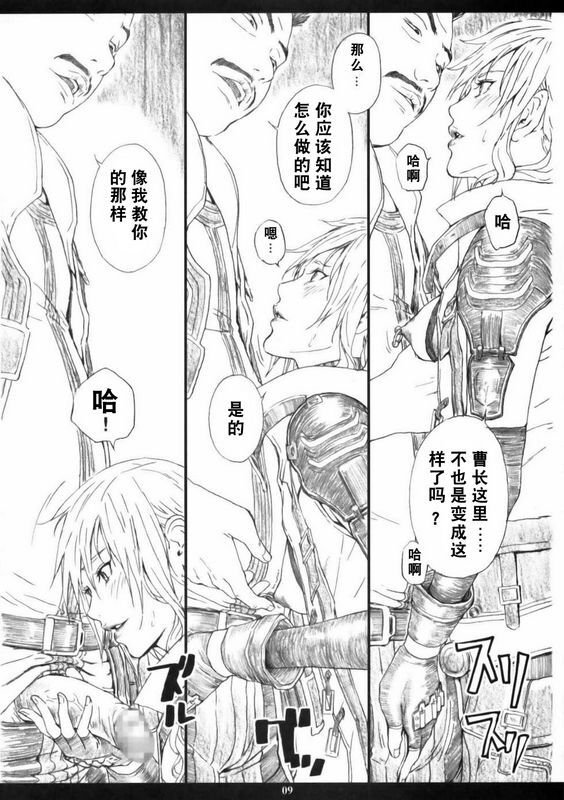 哈
哈啊
曹长这里……
不也是变成这
样了吗？
哈啊
ズリ
ズリ
那么…
你应该知道
怎么做的吧
嗯…
是的
像我教你
的那样
哈！
ズル
09